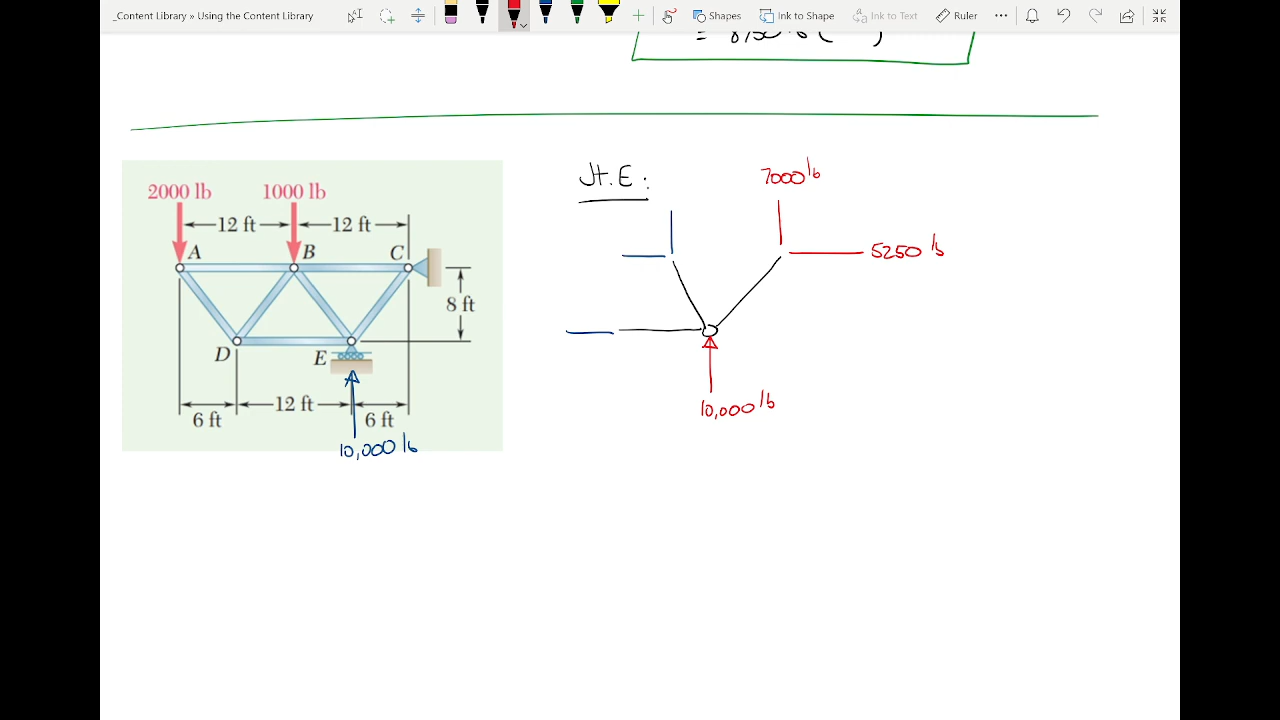 _Content Library » Using the Content Library
Shapes
Ink to Shape
Ink to Text
Ruler
2000 lb
1000 lb
12 ft
12 ft
A
B
C
8 ft
D
E
12 ft
6 ft
6 ft
10,000 lb
Jt. E:
7000 lb
5250 lb
10,000 lb